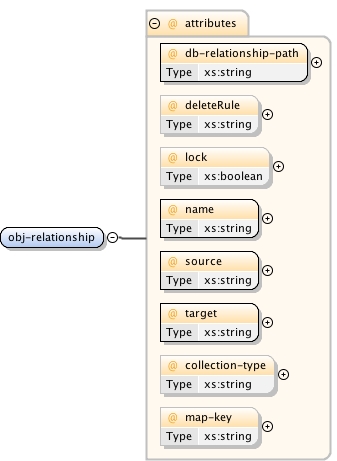 @ attributes
@ db-relationship-path
Type xs:string
@ deleteRule
Type xs:string
@ lock
Type xs:boolean
@ name
Type xs:string
obj-relationship
@ source
Type xs:string
@ target
Type xs:string
@ collection-type
Type xs:string
@ map-key
Type xs:string